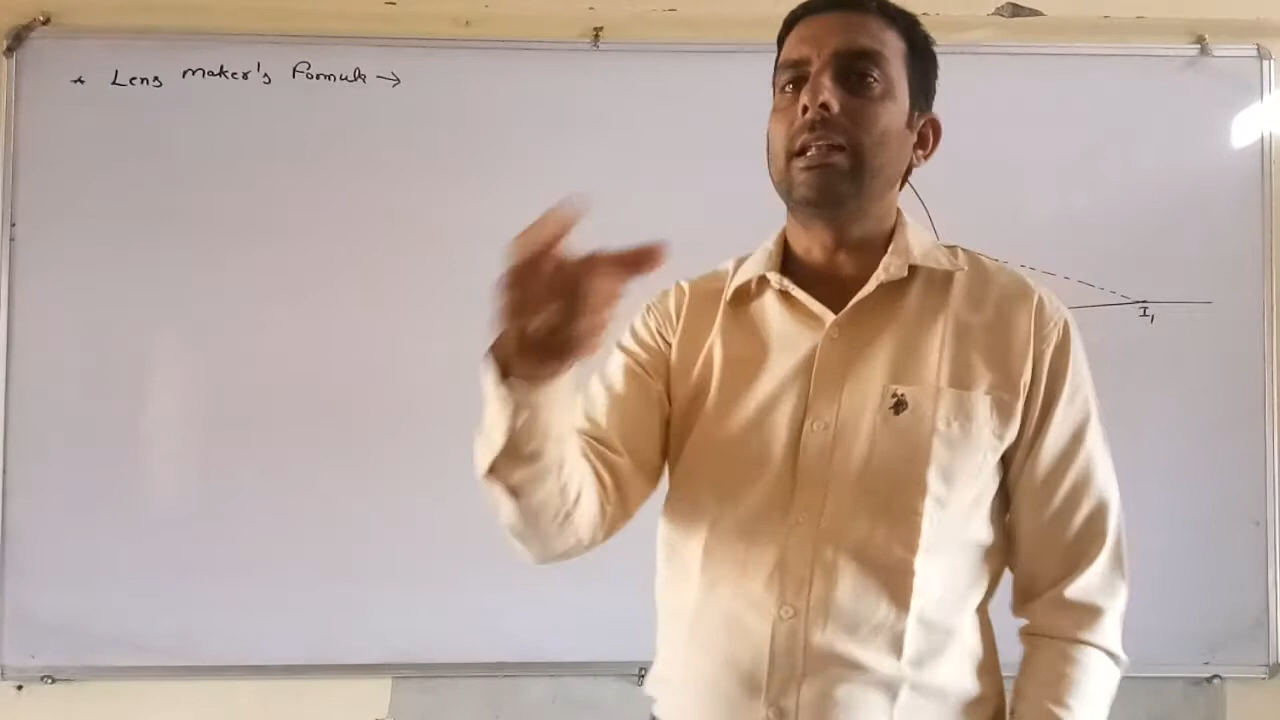 * Lens Maker's Formula →
I₁